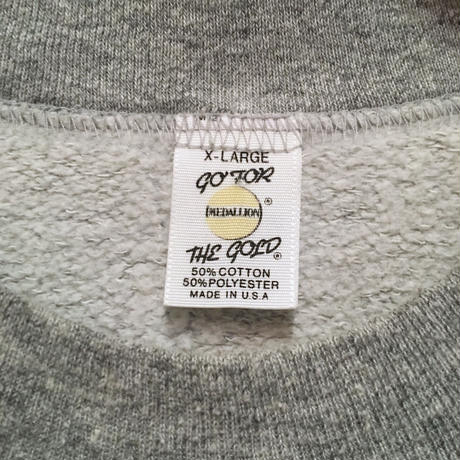 X-LARGE
GO FOR
MEDALLION ®
THE GOLD®
50% COTTON
50% POLYESTER
MADE IN U.S.A